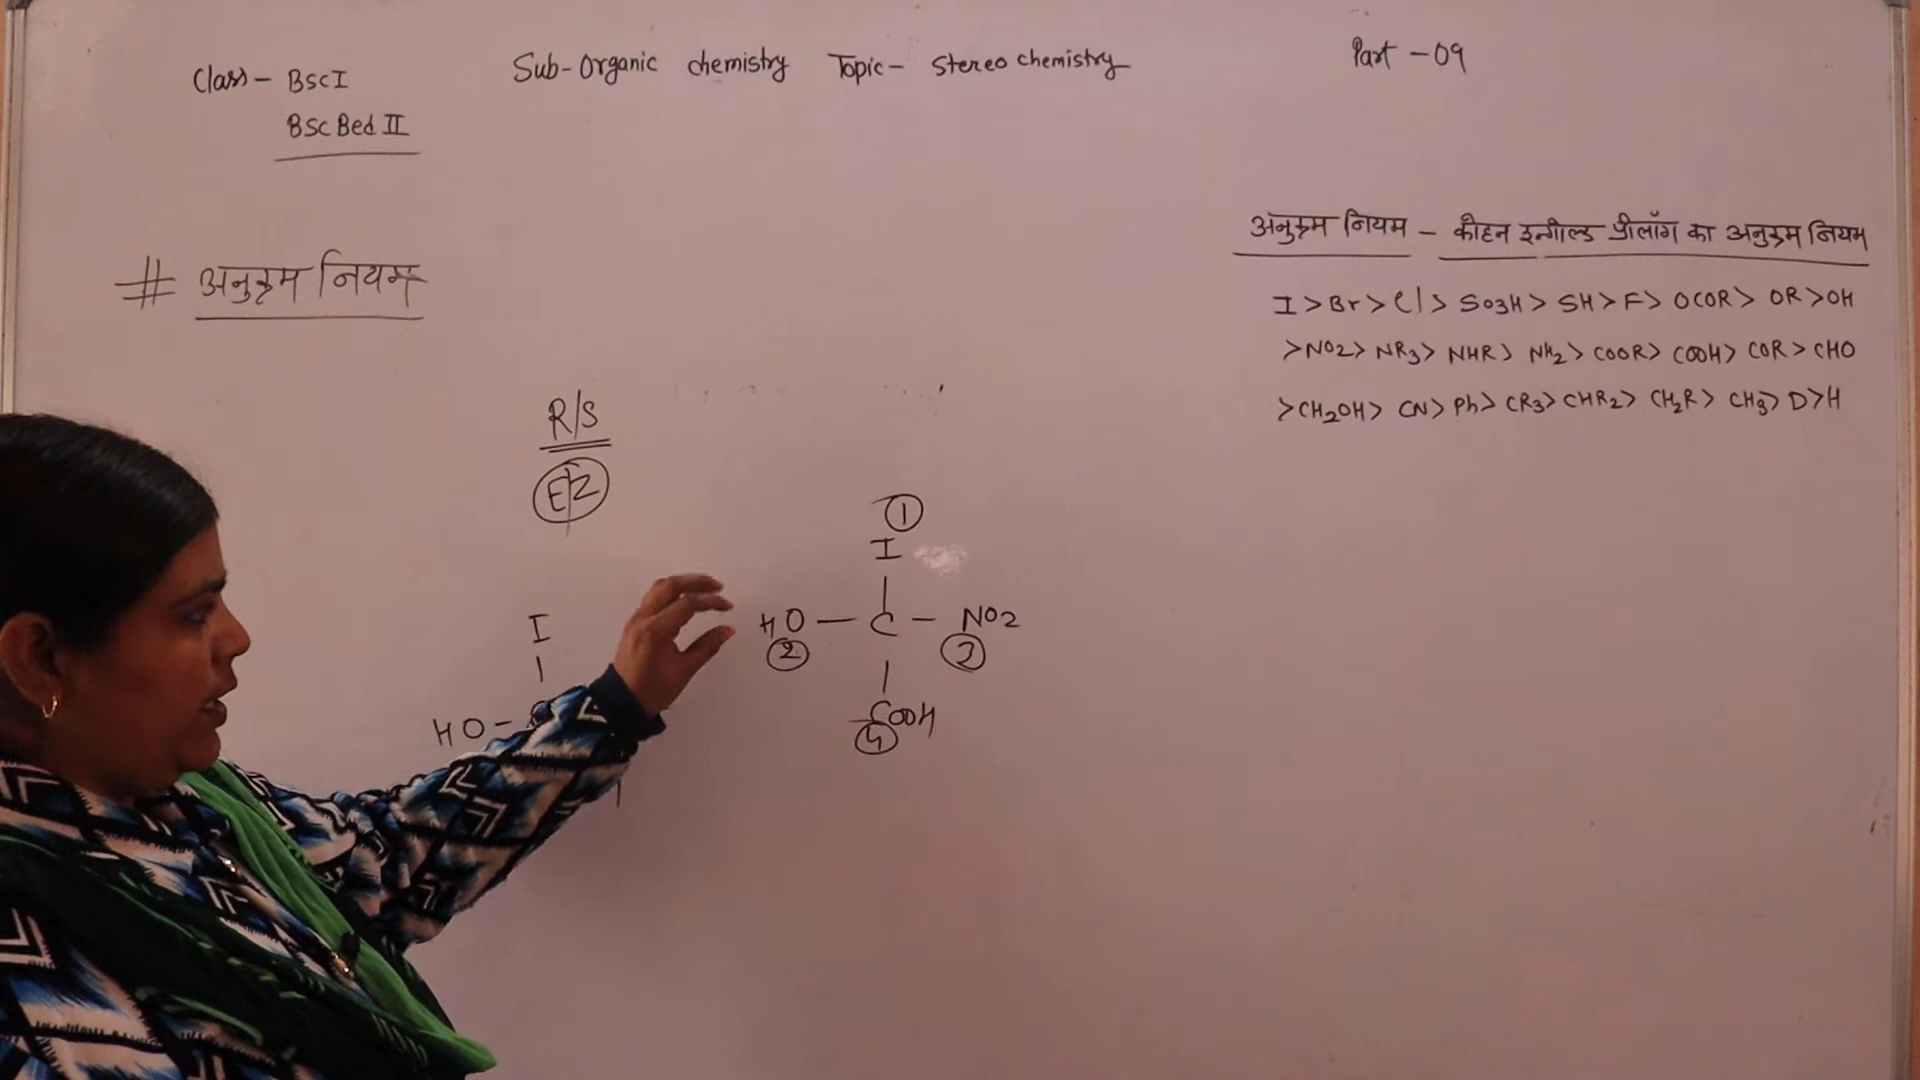 Class - BSc I
BSc Bed II
Sub - Organic chemistry Topic - Stereo chemistry
Part - 09
# अनुक्रम नियम
अनुक्रम नियम - कौहन इन्गोल्ड प्रीलॉग का अनुक्रम नियम
I > Br > Cl > SO3H > SH > F > OCOR > OR > OH
> NO2 > NR3 > NHR > NH2 > COOR > COOH > COR > CHO
> CH2OH > CN > Ph > CR3 > CHR2 > CH2R > CH3 > D > H
R/S
E/Z
①
I
HO — C — NO2
② ③
COOH
④
I
HO -